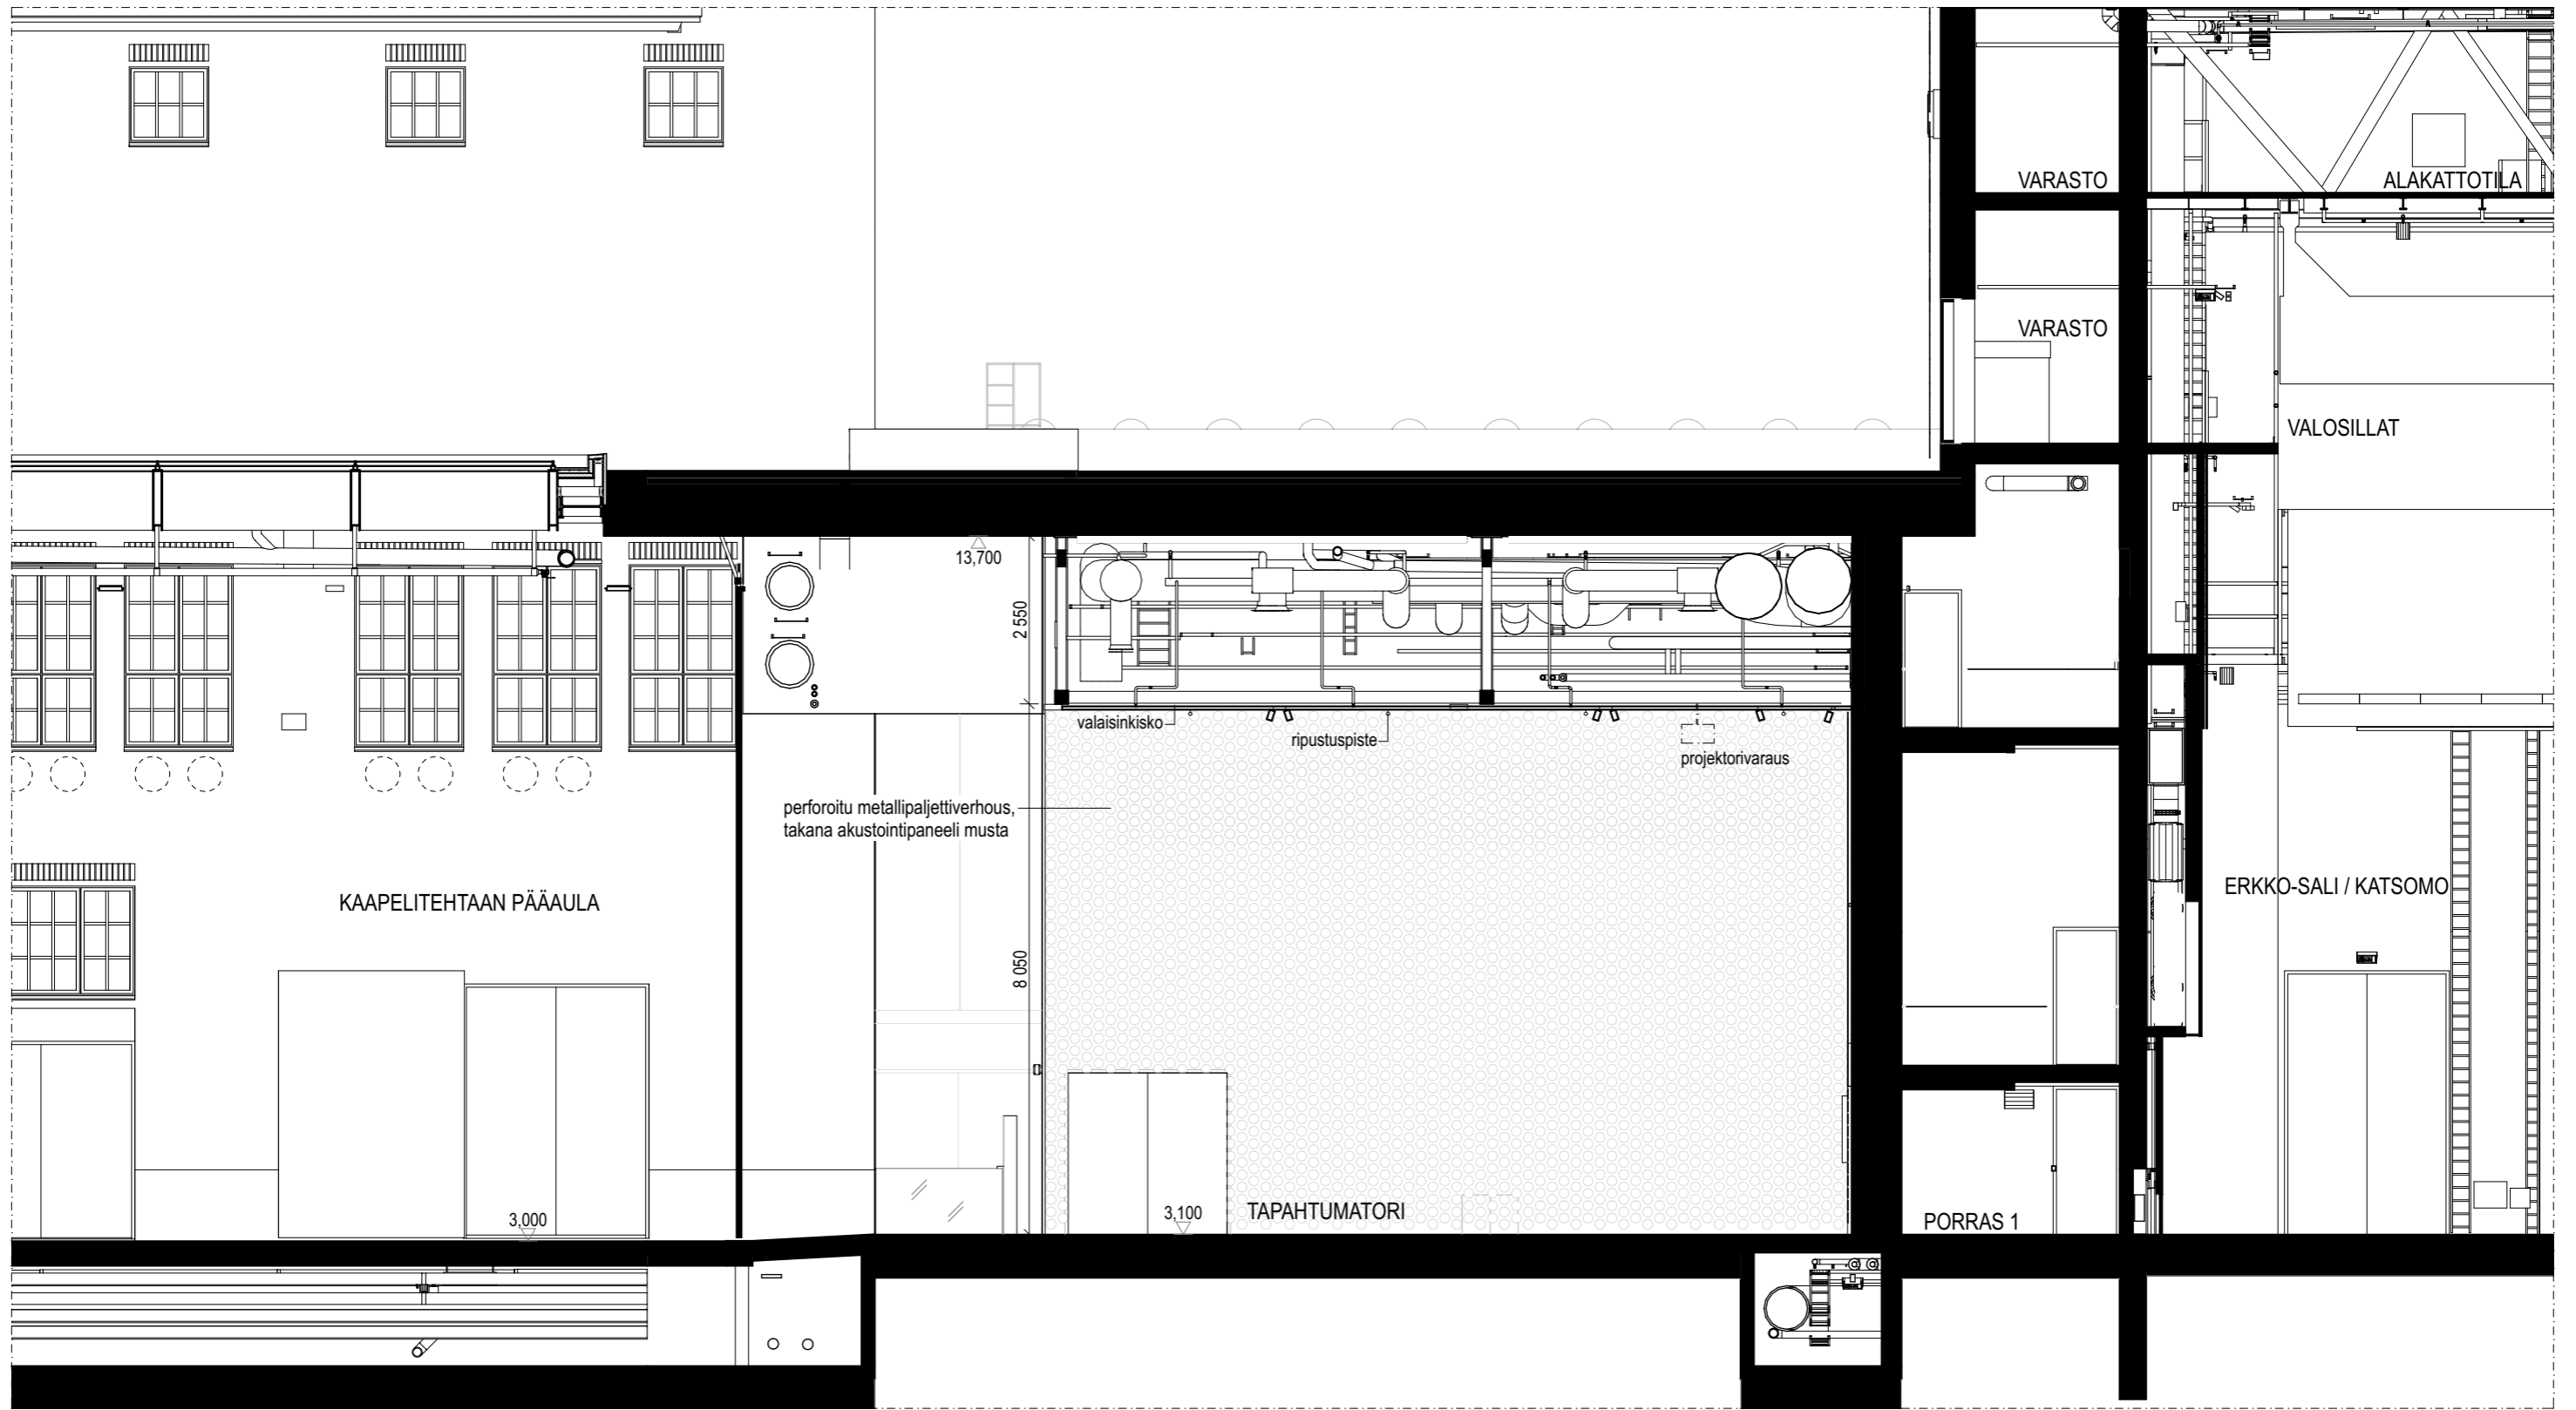 VARASTO
ALAKATTOTILA
VARASTO
VALOSILLAT
13,700
2 550
valaisinkisko
ripustuspiste
projektorivaraus
perforoitu metallipaljettiverhous,
takana akustointipaneeli musta
KAAPELITEHTAAN PÄÄAULA
ERKKO-SALI / KATSOMO
8 050
3,000
3,100
TAPAHTUMATORI
PORRAS 1